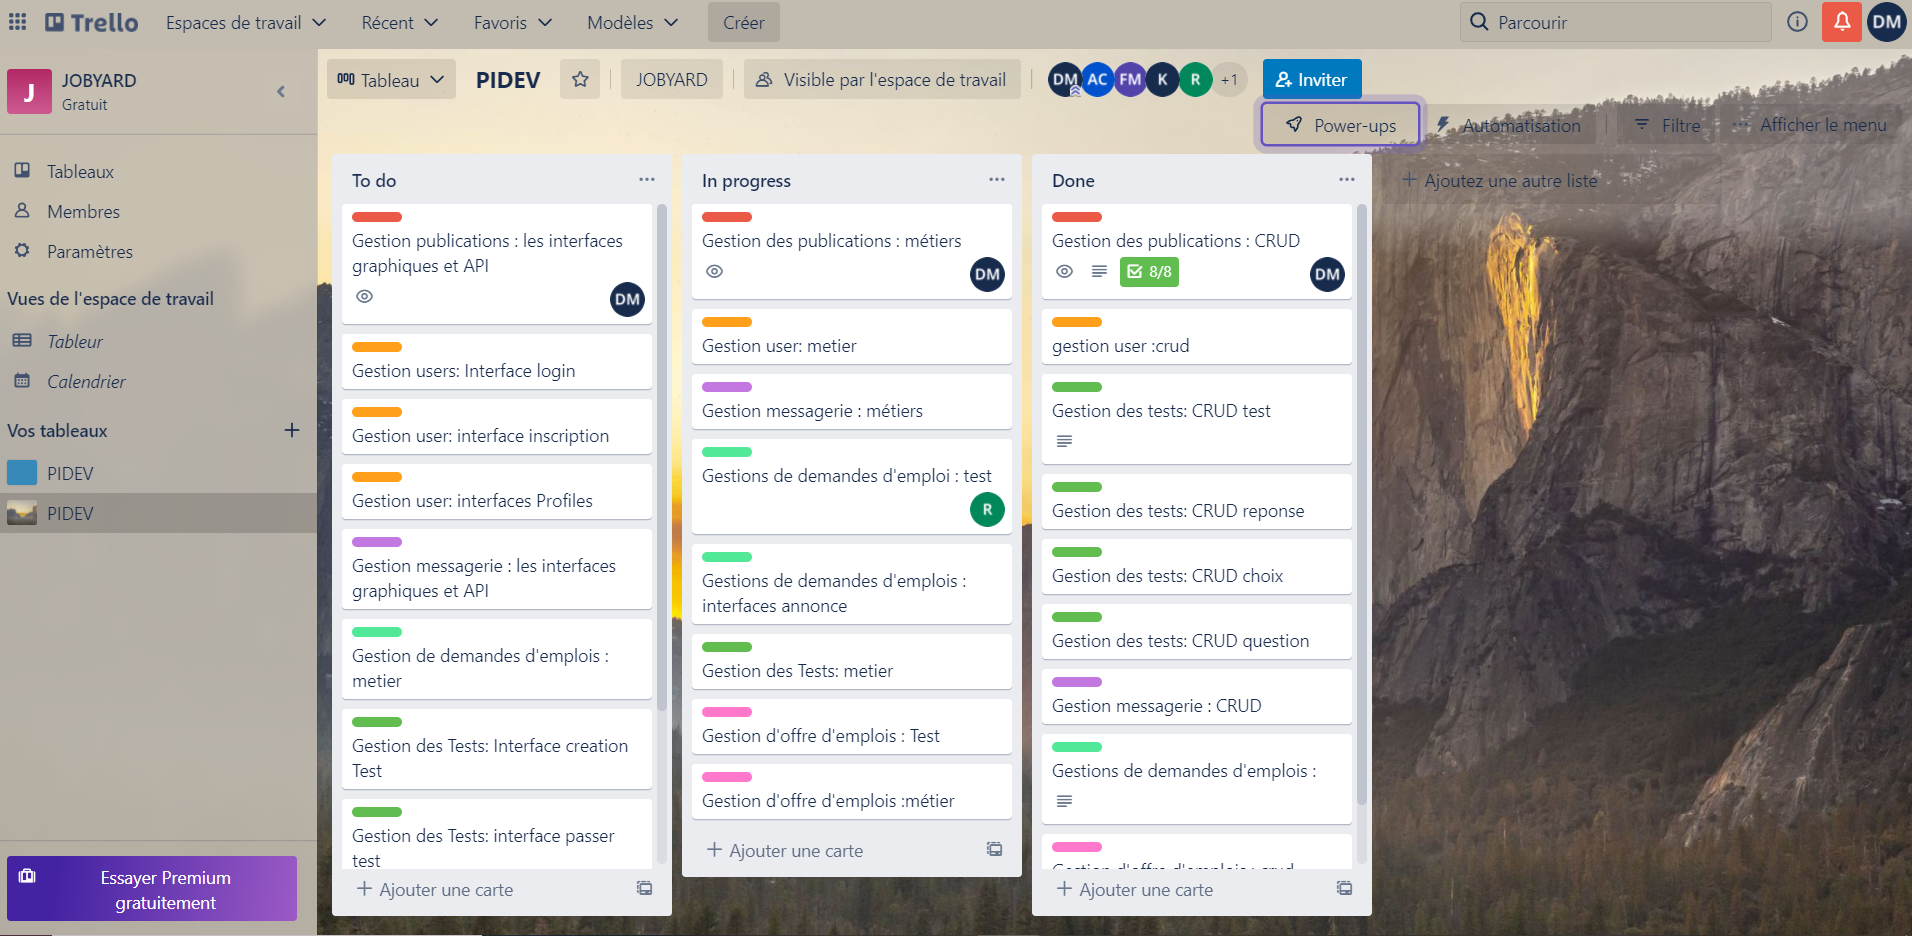 Trello
Espaces de travail
Récent
Favoris
Modèles
Créer
Parcourir
DM
J
JOBYARD
Gratuit
Tableaux
Membres
Paramètres
Vues de l'espace de travail
Tableur
Calendrier
Vos tableaux
PIDEV
PIDEV
Essayer Premium
gratuitement
Tableau
PIDEV
JOBYARD
Visible par l'espace de travail
DM
AC
FM
K
R
+1
Inviter
Power-ups
Automatisation
Filtre
Afficher le menu
To do
Gestion publications : les interfaces
graphiques et API
DM
Gestion users: Interface login
Gestion user: interface inscription
Gestion user: interfaces Profiles
Gestion messagerie : les interfaces
graphiques et API
Gestion de demandes d'emplois :
metier
Gestion des Tests: Interface creation
Test
Gestion des Tests: interface passer
test
Ajouter une carte
In progress
Gestion des publications : métiers
DM
Gestion user: metier
Gestion messagerie : métiers
Gestions de demandes d'emploi : test
R
Gestions de demandes d'emplois :
interfaces annonce
Gestion des Tests: metier
Gestion d'offre d'emplois : Test
Gestion d'offre d'emplois :métier
Ajouter une carte
Done
Gestion des publications : CRUD
8/8
DM
gestion user :crud
Gestion des tests: CRUD test
Gestion des tests: CRUD reponse
Gestion des tests: CRUD choix
Gestion des tests: CRUD question
Gestion messagerie : CRUD
Gestions de demandes d'emplois :
Gestion d'offre d'emplois : crud
Ajouter une carte
Ajoutez une autre liste